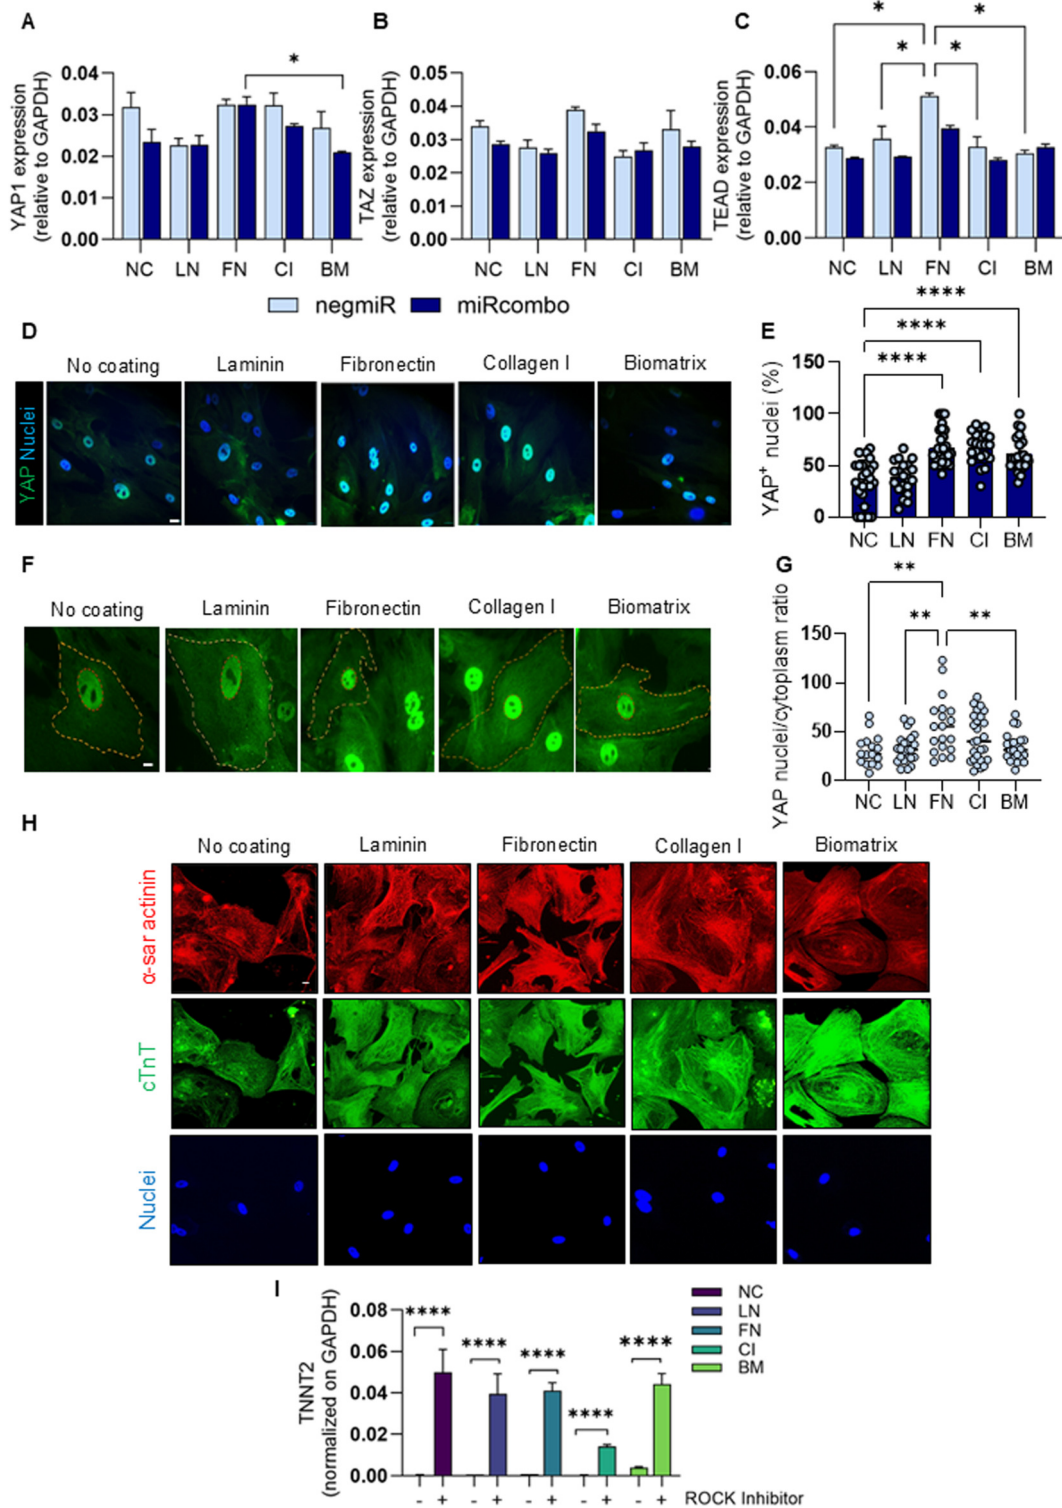 A
YAP1 expression
(relative to GAPDH)
0.04
0.03
0.02
0.01
0.00
*
NC LN FN CI BM
B
TAZ expression
(relative to GAPDH)
0.05
0.04
0.03
0.02
0.01
0.00
NC LN FN CI BM
C
TEAD expression
(relative to GAPDH)
0.06
0.04
0.02
0.00
* *
* *
NC LN FN CI BM
negmiR miRcombo
D
No coating Laminin Fibronectin Collagen I Biomatrix
YAP Nuclei
E
YAP+ nuclei (%)
150
100
50
0
****
****
****
NC LN FN CI BM
F
No coating Laminin Fibronectin Collagen I Biomatrix
G
YAP nuclei/cytoplasm ratio
150
100
50
0
**
** **
NC LN FN CI BM
H
No coating Laminin Fibronectin Collagen I Biomatrix
α-sar actinin
cTnT
Nuclei
I
TNNT2
(normalized on GAPDH)
0.08
0.06
0.04
0.02
0.00
**** **** **** **** ****
- + - + - + - + - + ROCK Inhibitor
NC
LN
FN
CI
BM